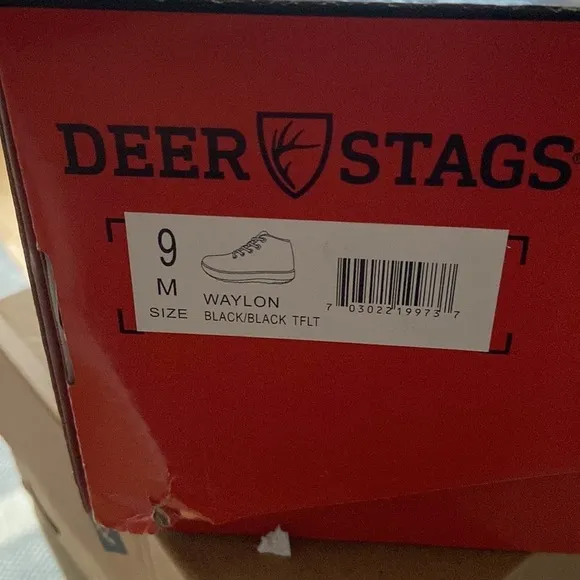 DEER STAGS®
9
M
SIZE
WAYLON
BLACK/BLACK TFLT
7 03022 19973 7